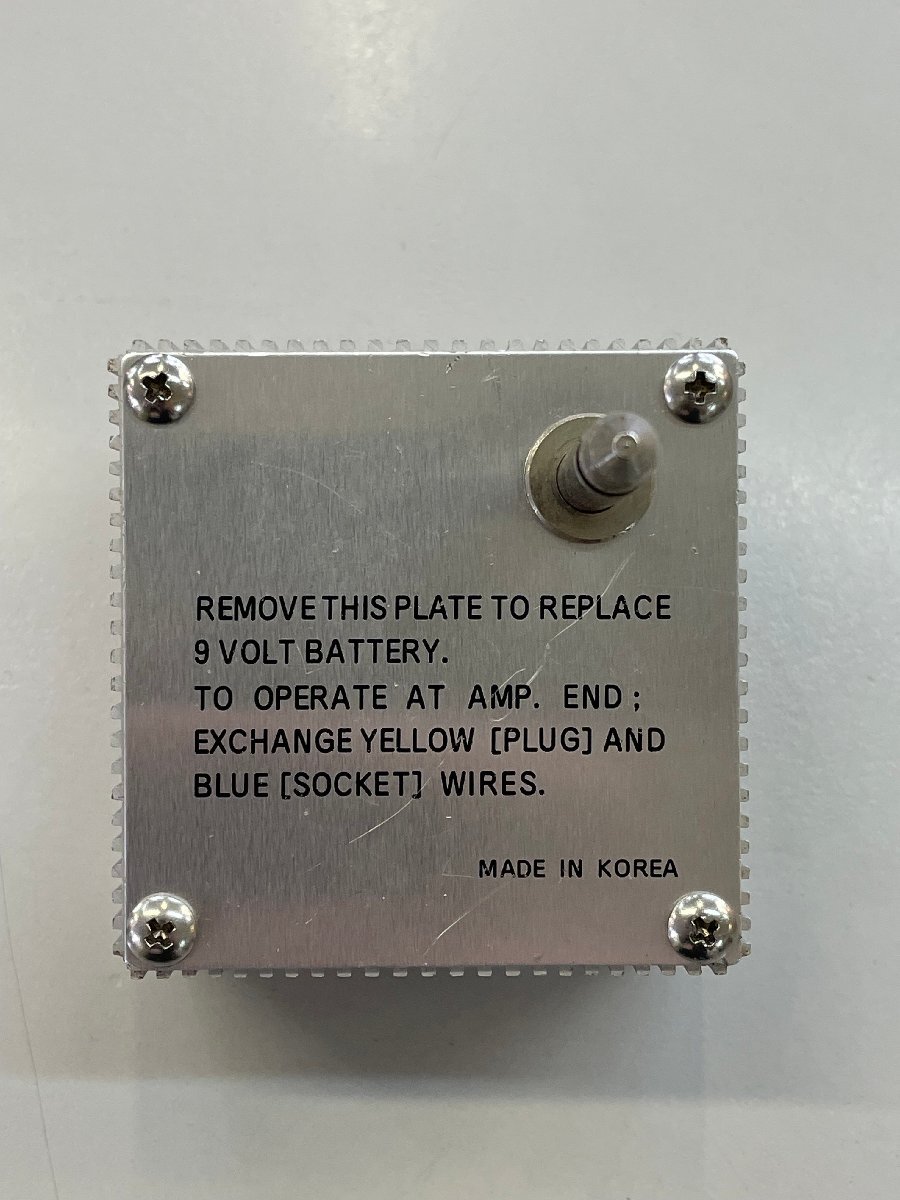 REMOVE THIS PLATE TO REPLACE
9 VOLT BATTERY.
TO OPERATE AT AMP. END;
EXCHANGE YELLOW [PLUG] AND
BLUE [SOCKET] WIRES.
MADE IN KOREA